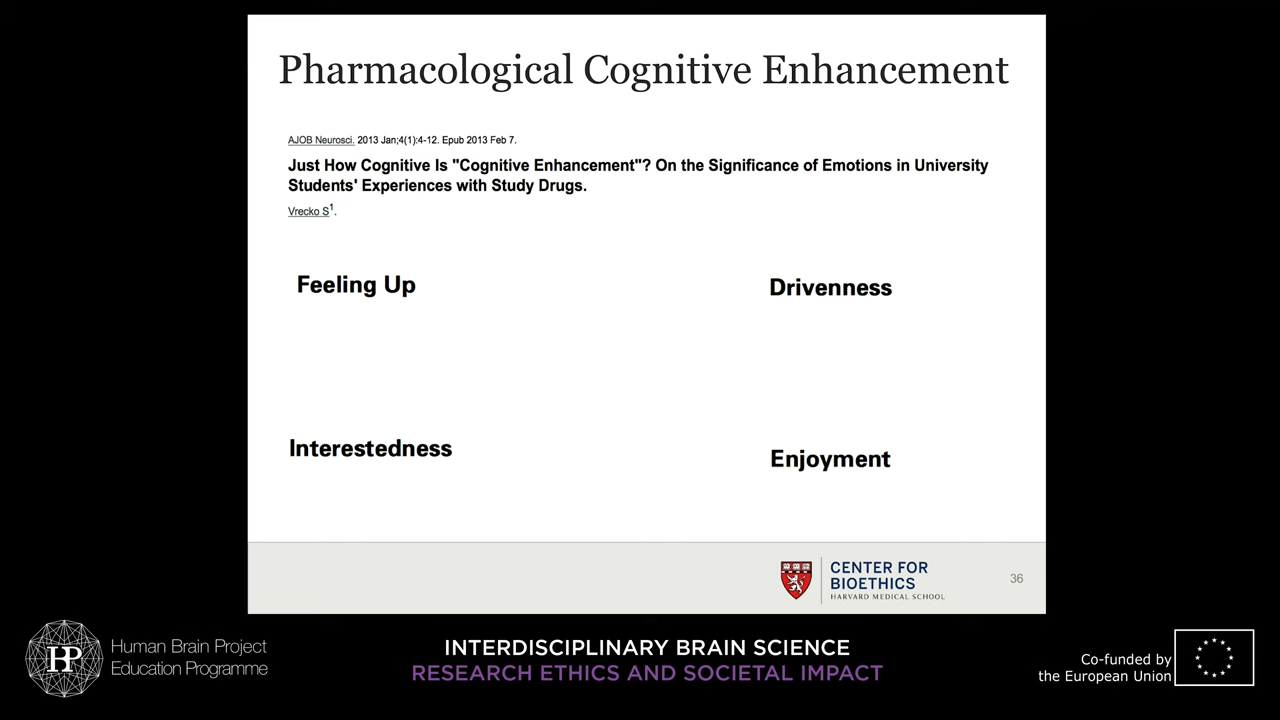 Pharmacological Cognitive Enhancement
AJOB Neurosci. 2013 Jan;4(1):4-12. Epub 2013 Feb 7.
Just How Cognitive Is "Cognitive Enhancement"? On the Significance of Emotions in University
Students' Experiences with Study Drugs.
Vrecko S1.
Feeling Up
Drivenness
Interestedness
Enjoyment
CENTER FOR
BIOETHICS
HARVARD MEDICAL SCHOOL
36
HBP
Human Brain Project
Education Programme
INTERDISCIPLINARY BRAIN SCIENCE
RESEARCH ETHICS AND SOCIETAL IMPACT
Co-funded by
the European Union